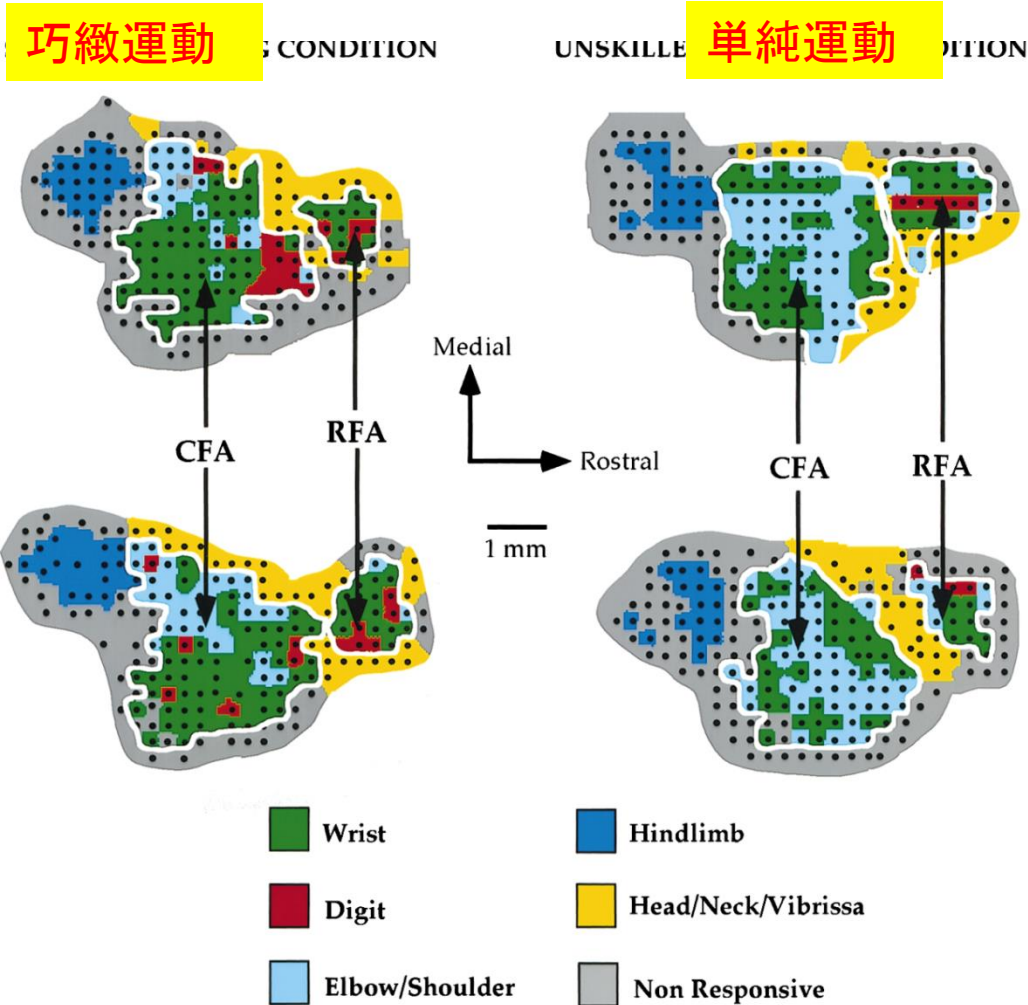 巧緻運動
G CONDITION
単純運動
UNSKILLE
DITION
Medial
Rostral
CFA
RFA
CFA
RFA
1 mm
Wrist
Hindlimb
Digit
Head/Neck/Vibrissa
Elbow/Shoulder
Non Responsive